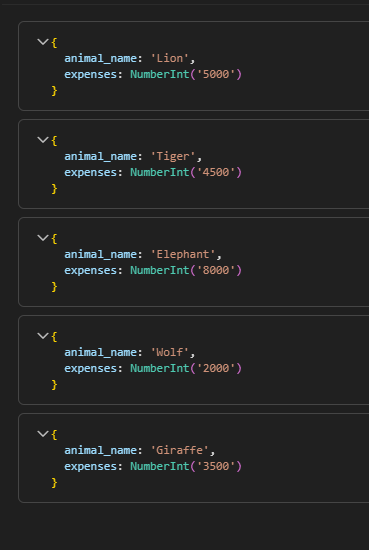 {
animal_name: 'Lion',
expenses: NumberInt('5000')
}
{
animal_name: 'Tiger',
expenses: NumberInt('4500')
}
{
animal_name: 'Elephant',
expenses: NumberInt('8000')
}
{
animal_name: 'Wolf',
expenses: NumberInt('2000')
}
{
animal_name: 'Giraffe',
expenses: NumberInt('3500')
}